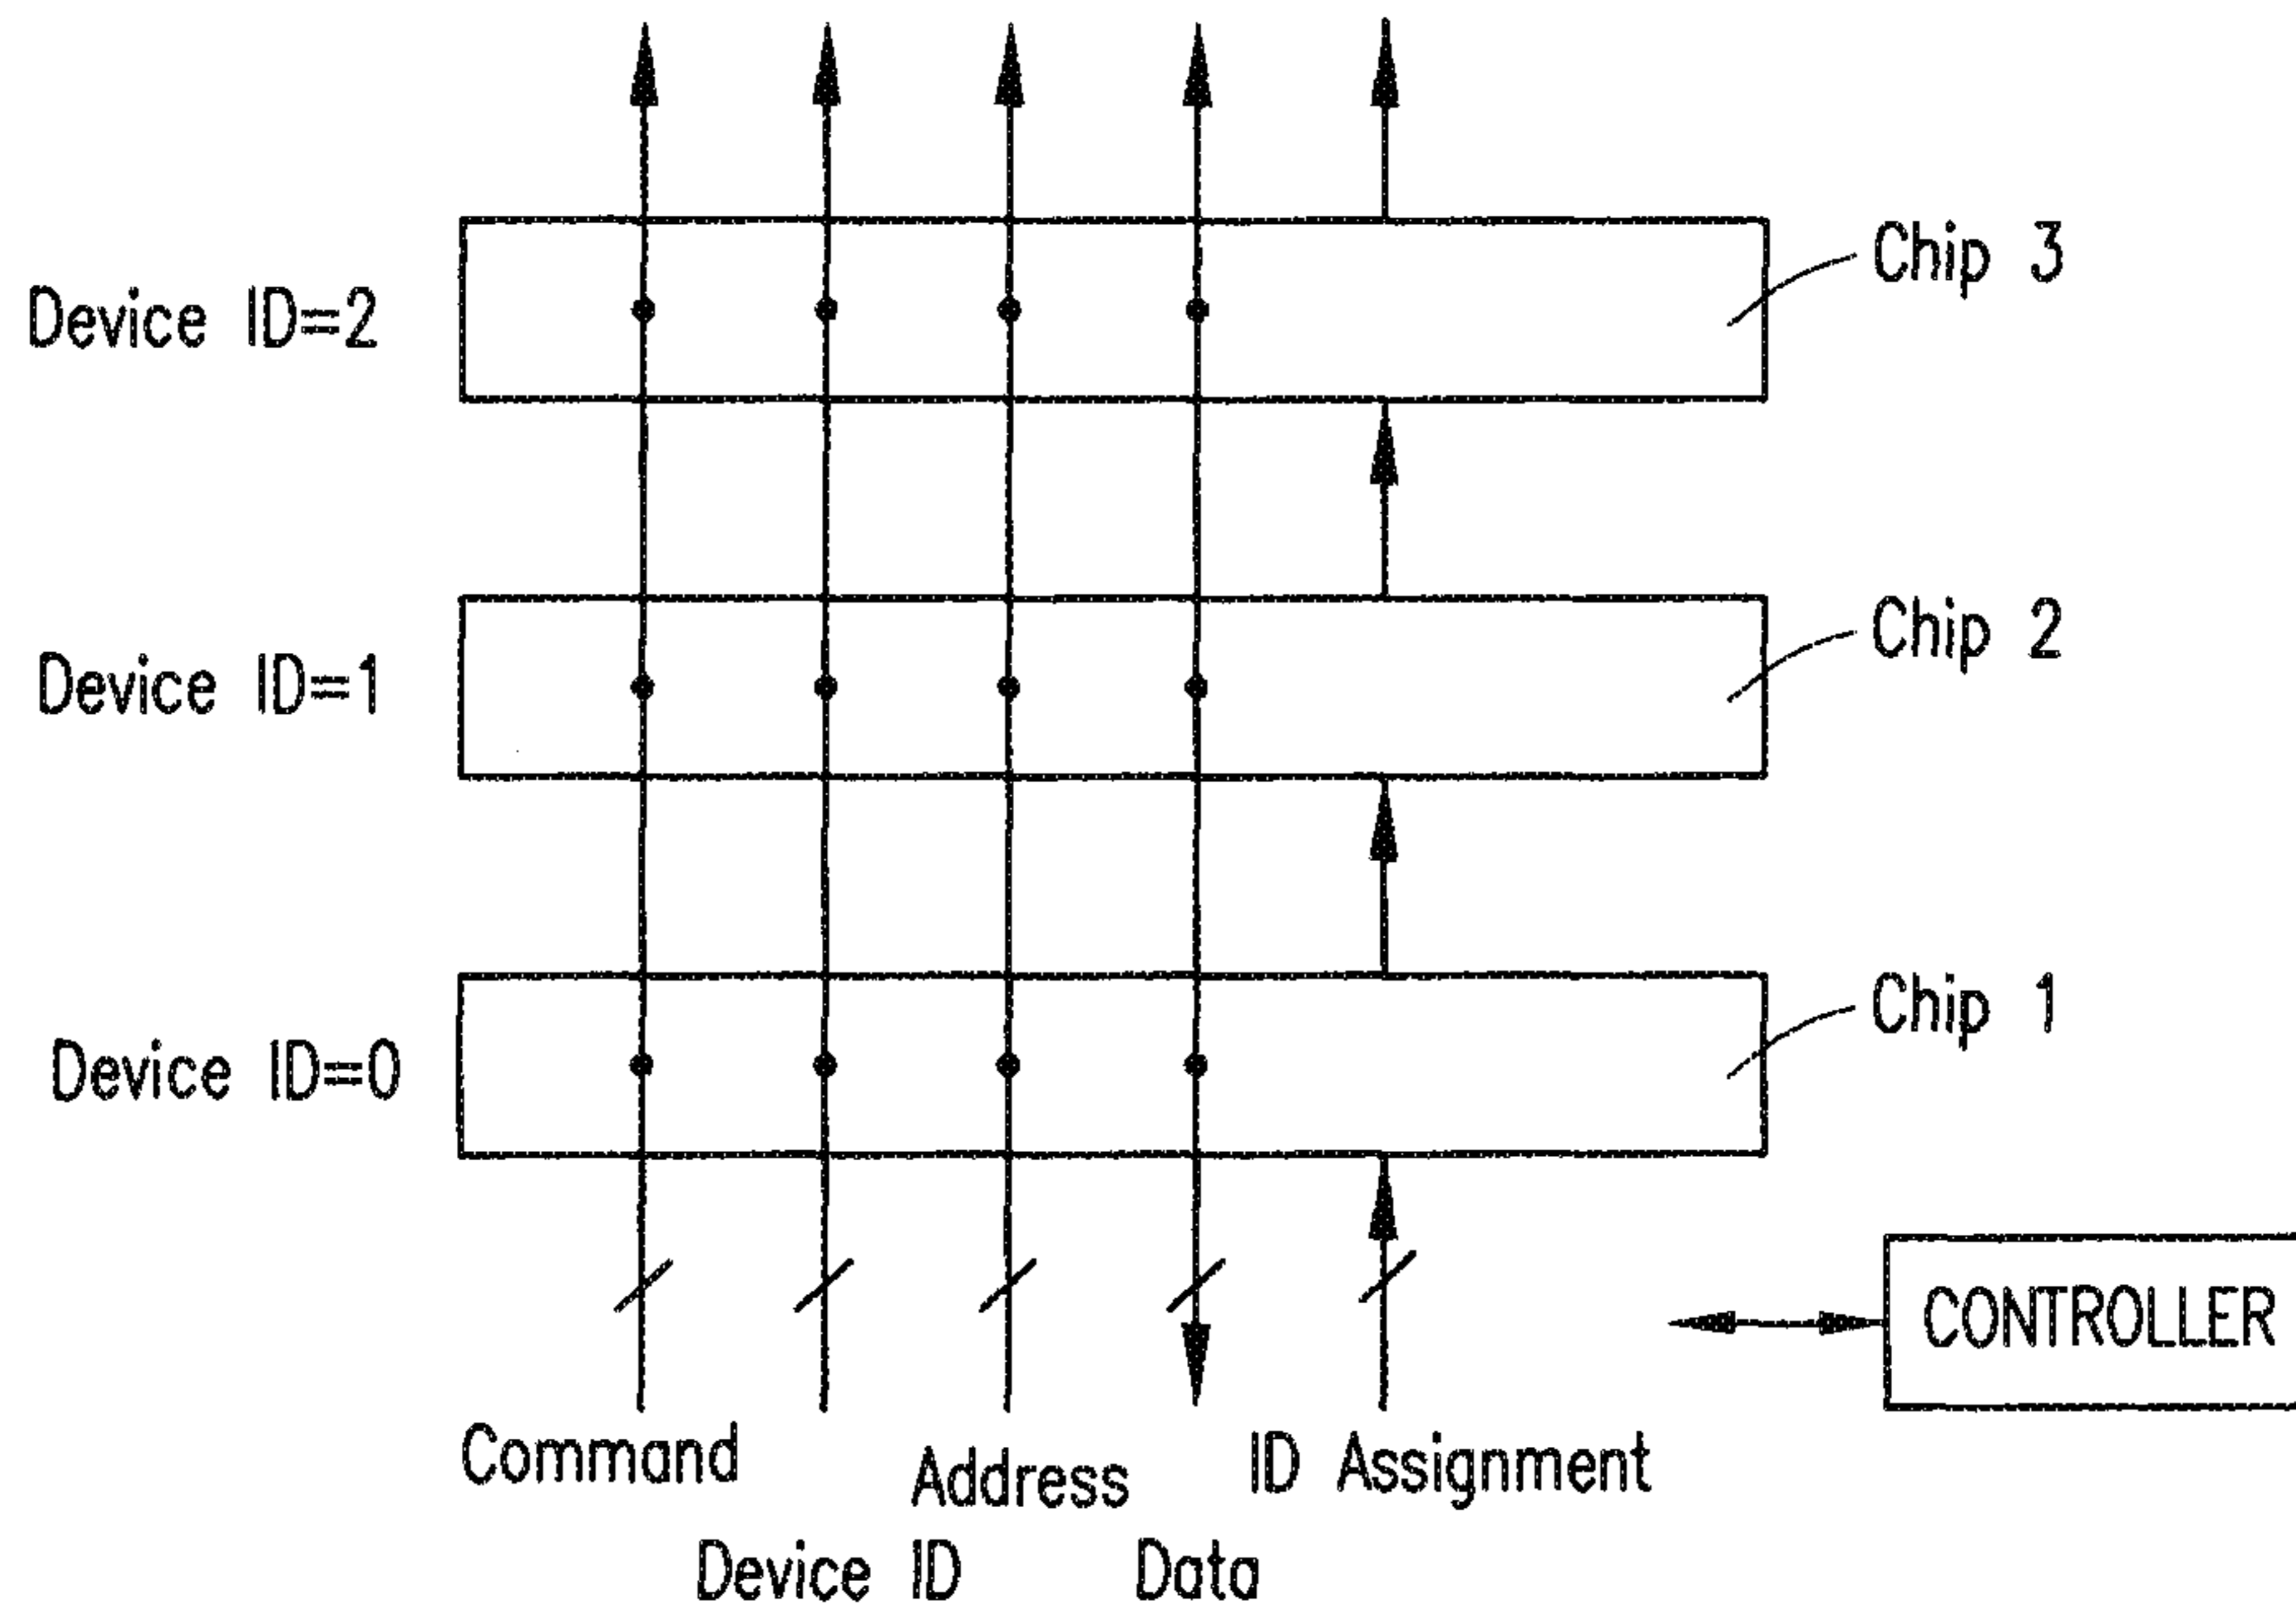 Chip 3
Device ID=2
Chip 2
Device ID=1
Chip 1
Device ID=0
CONTROLLER
Command
Address
ID Assignment
Device ID
Data